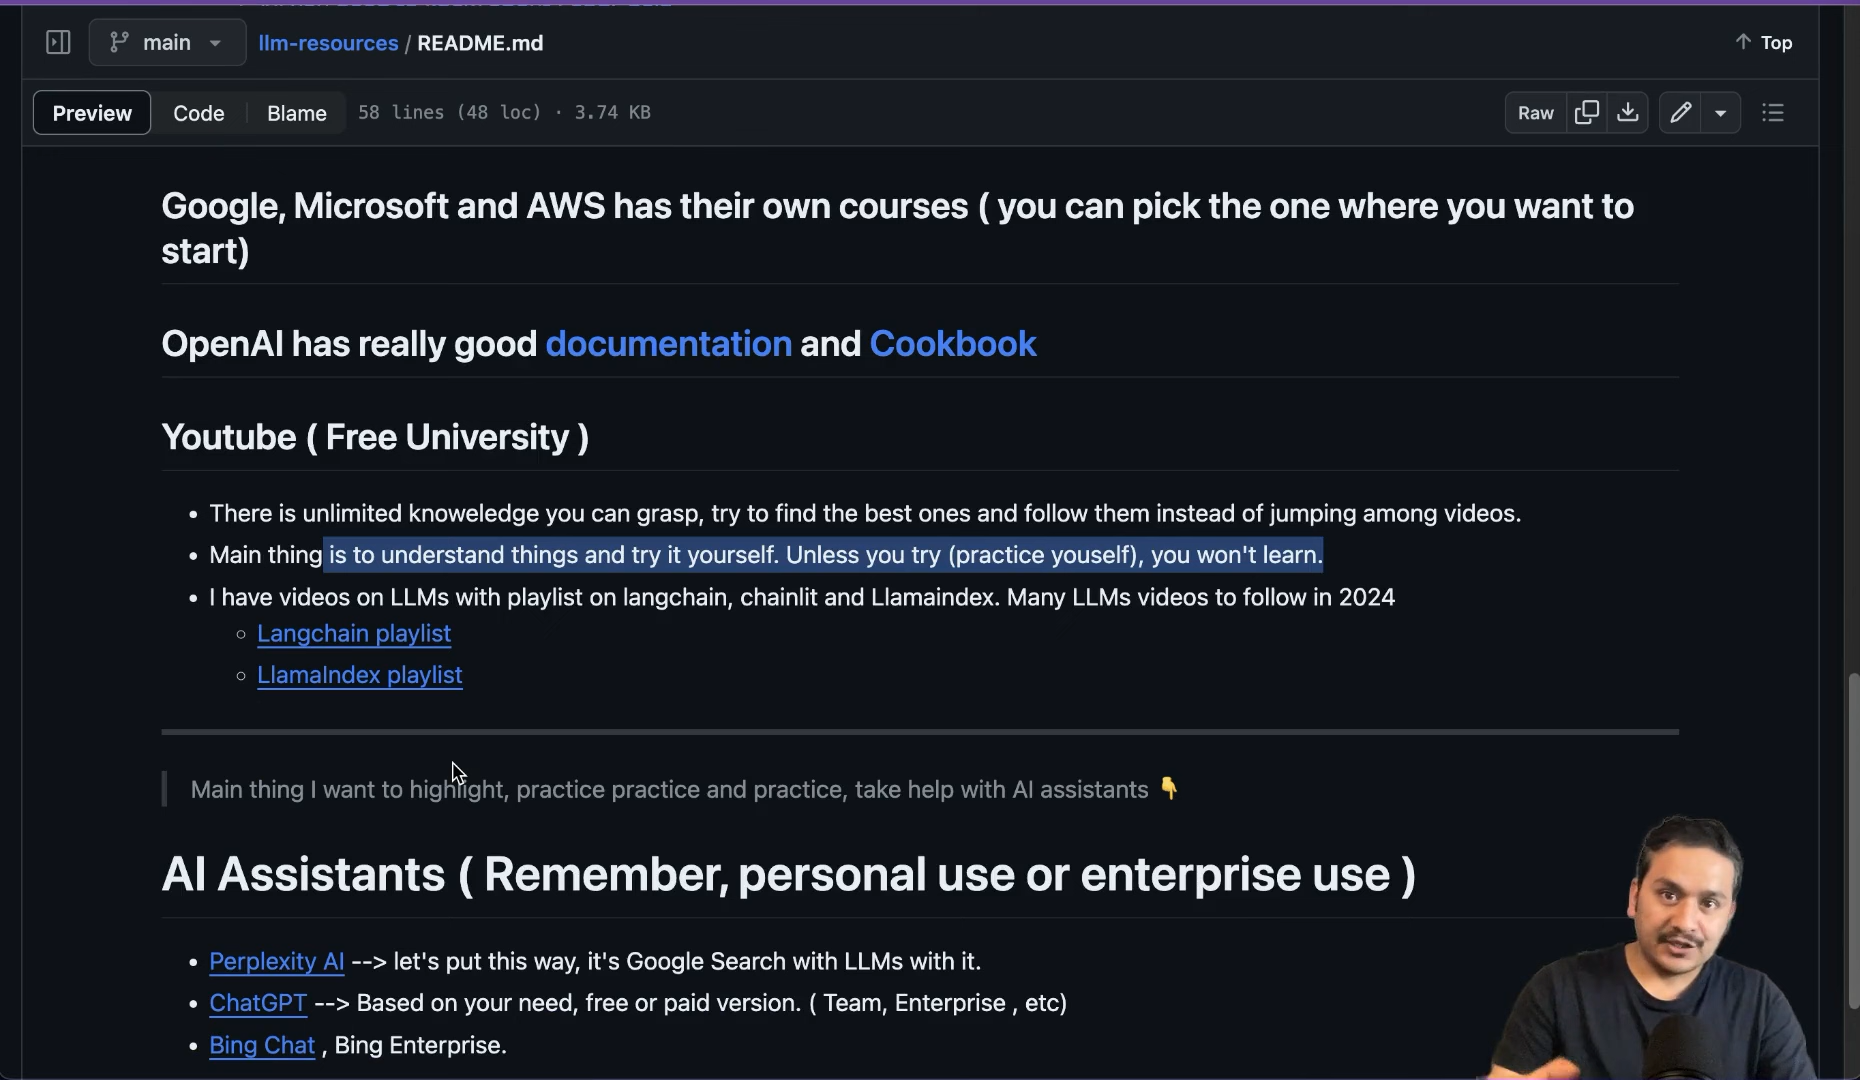 main
llm-resources / README.md
Top
Preview
Code
Blame
58 lines (48 loc) · 3.74 KB
Raw
Google, Microsoft and AWS has their own courses ( you can pick the one where you want to
start)
OpenAI has really good documentation and Cookbook
Youtube ( Free University )
• There is unlimited knoweledge you can grasp, try to find the best ones and follow them instead of jumping among videos.
• Main thing is to understand things and try it yourself. Unless you try (practice youself), you won't learn.
• I have videos on LLMs with playlist on langchain, chainlit and Llamaindex. Many LLMs videos to follow in 2024
○ Langchain playlist
○ LlamaIndex playlist
Main thing I want to highlight, practice practice and practice, take help with AI assistants 👇
AI Assistants ( Remember, personal use or enterprise use )
• Perplexity AI --> let's put this way, it's Google Search with LLMs with it.
• ChatGPT --> Based on your need, free or paid version. ( Team, Enterprise , etc)
• Bing Chat , Bing Enterprise.